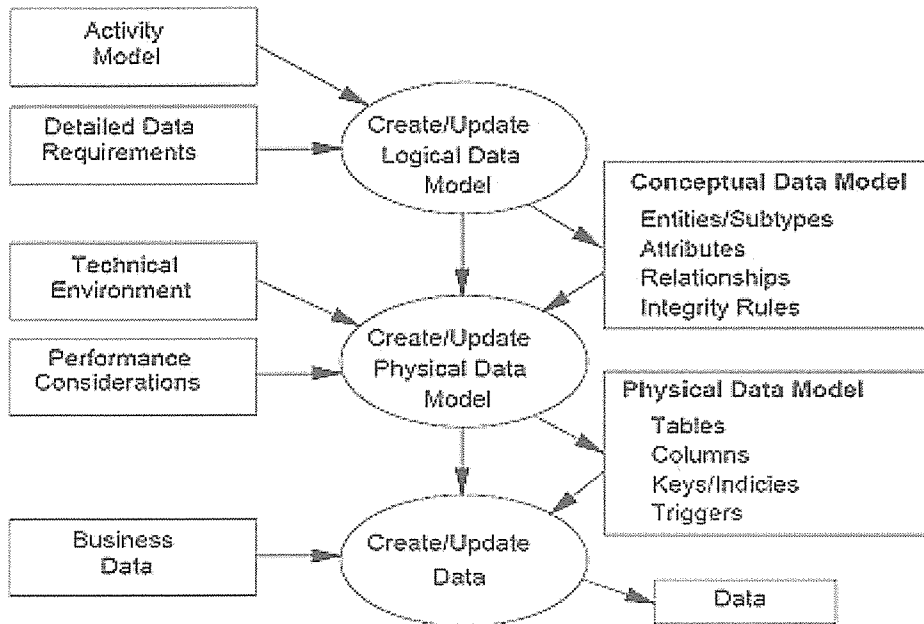 Activity
Model
Detailed Data
Requirements
Create/Update
Logical Data
Model
Conceptual Data Model
Entities/Subtypes
Attributes
Relationships
Integrity Rules
Technical
Environment
Performance
Considerations
Create/Update
Physical Data
Model
Physical Data Model
Tables
Columns
Keys/Indicies
Triggers
Business
Data
Create/Update
Data
Data